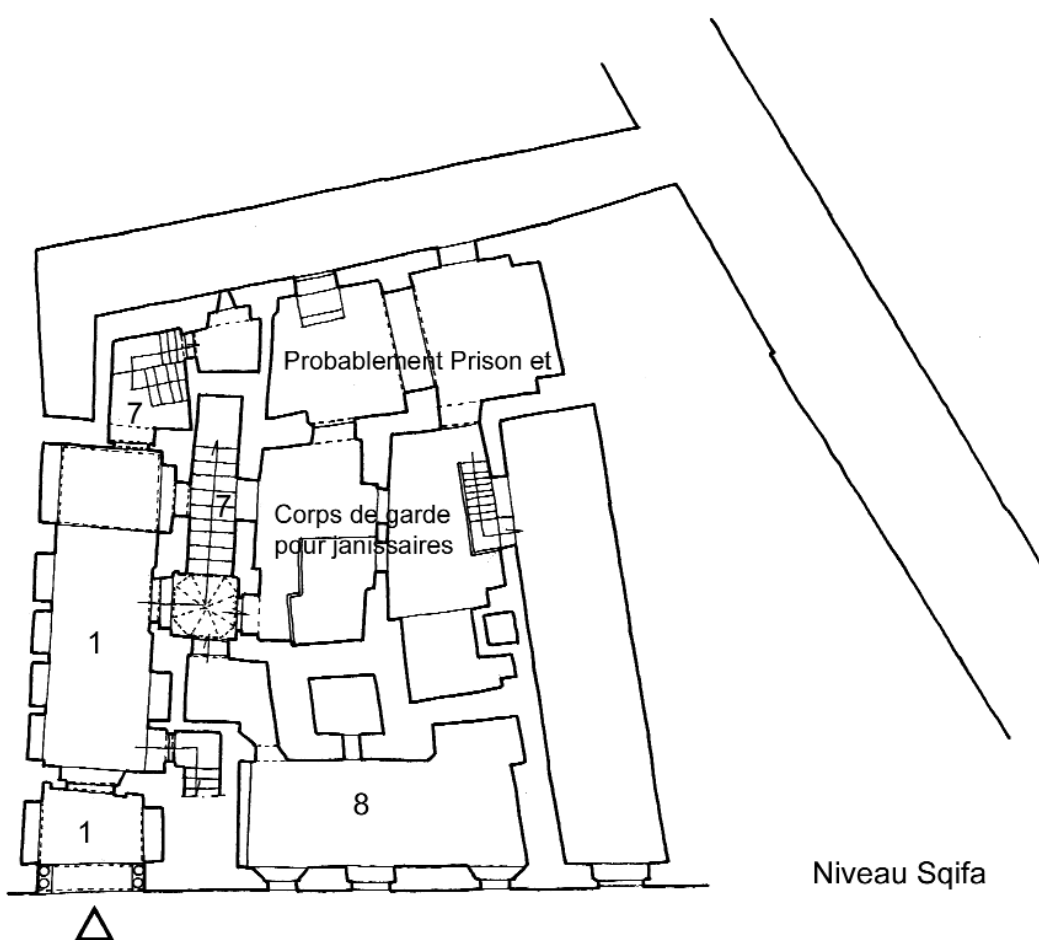 Probablement Prison et
7
7
Corps de garde
pour janissaires
1
8
1
Niveau Sqifa